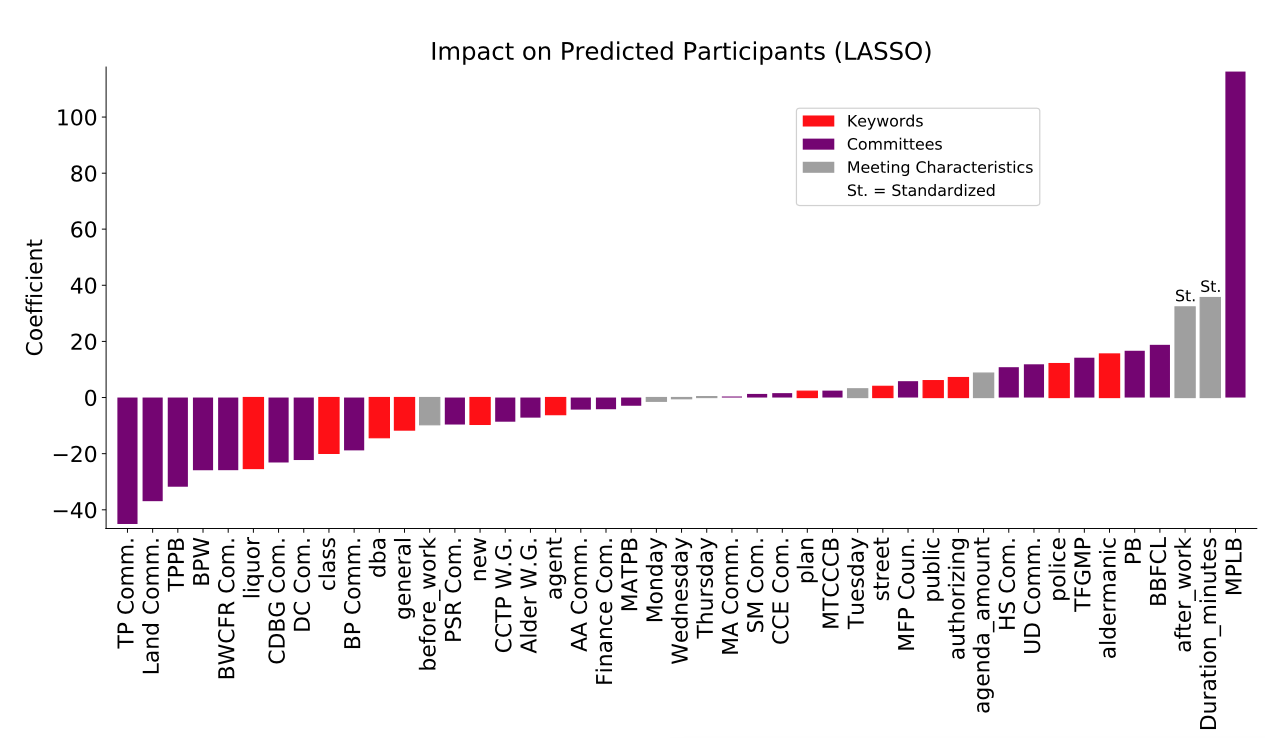 Impact on Predicted Participants (LASSO)
Coefficient
100
80
60
40
20
0
−20
−40
Keywords
Committees
Meeting Characteristics
St. = Standardized
St.
St.
TP Comm.
Land Comm.
TPPB
BPW
BWCFR Com.
liquor
CDBG Com.
DC Com.
class
BP Comm.
dba
general
before_work
PSR Com.
new
CCTP W.G.
Alder W.G.
agent
AA Comm.
Finance Com.
MATPB
Monday
Wednesday
Thursday
MA Comm.
SM Com.
CCE Com.
plan
MTCCCB
Tuesday
street
MFP Coun.
public
authorizing
agenda_amount
HS Com.
UD Comm.
police
TFGMP
aldermanic
PB
BBFCL
after_work
Duration_minutes
MPLB